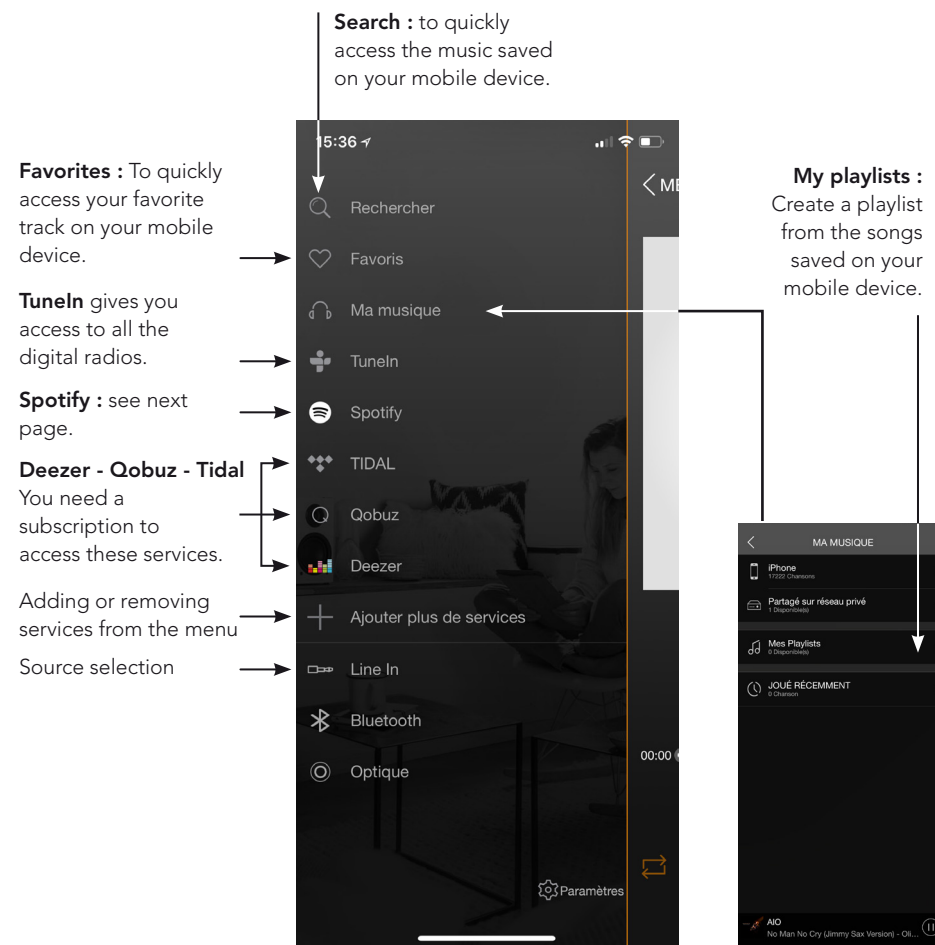 Search : to quickly
access the music saved
on your mobile device.
Favorites : To quickly
access your favorite
track on your mobile
device.
TuneIn gives you
access to all the
digital radios.
Spotify : see next
page.
Deezer - Qobuz - Tidal
You need a
subscription to
access these services.
Adding or removing
services from the menu
Source selection
15:36
ME
Rechercher
Favoris
Ma musique
TuneIn
Spotify
TIDAL
Qobuz
Deezer
Ajouter plus de services
Line In
Bluetooth
Optique
00:00
Paramètres
My playlists :
Create a playlist
from the songs
saved on your
mobile device.
MA MUSIQUE
iPhone
17222 Chansons
Partagé sur réseau privé
1 Disponible(s)
Mes Playlists
0 Disponible(s)
JOUÉ RÉCEMMENT
0 Chanson
AIO
No Man No Cry (Jimmy Sax Version) - Oli...